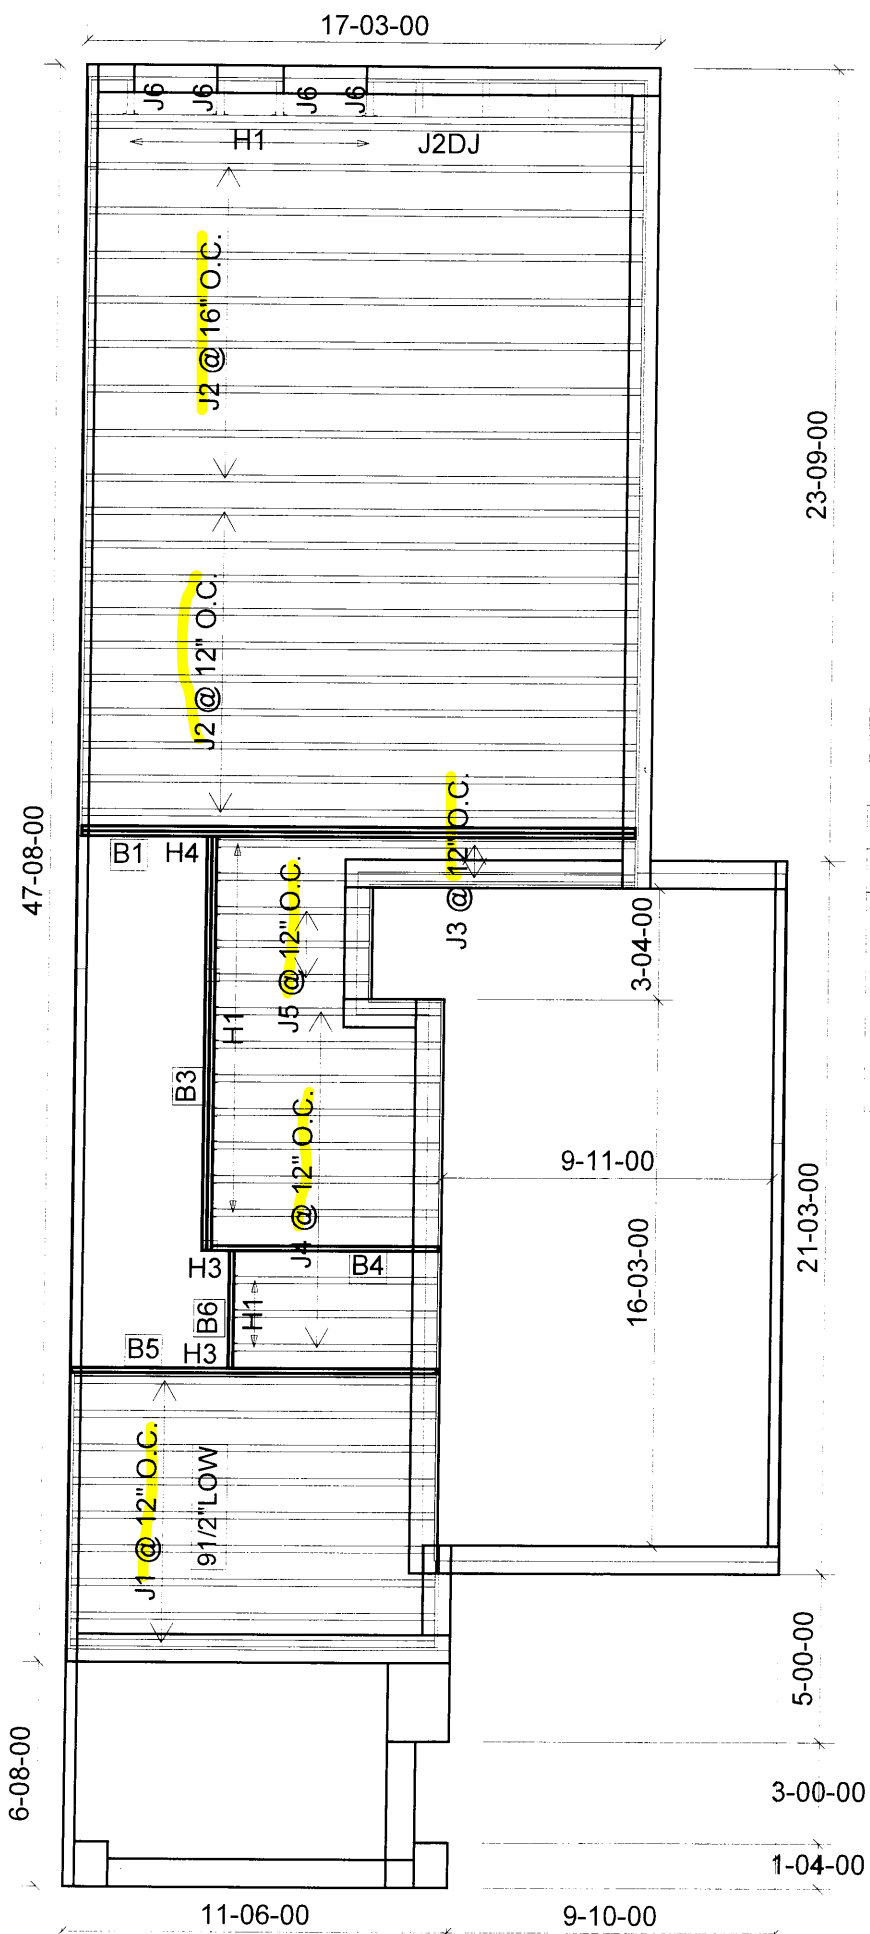 17-03-00
J6
J6
J6
J6
H1
J2DJ
J2 @ 16" O.C.
23-09-00
J2 @ 12" O.C.
47-08-00
B1
H4
J3 @ 12" O.C.
J5 @ 12" O.C.
3-04-00
H1
B3
J4 @ 12" O.C.
9-11-00
16-03-00
21-03-00
H3
B4
B6
H1
B5
H3
J1 @ 12" O.C.
91/2"LOW
5-00-00
6-08-00
3-00-00
1-04-00
11-06-00
9-10-00